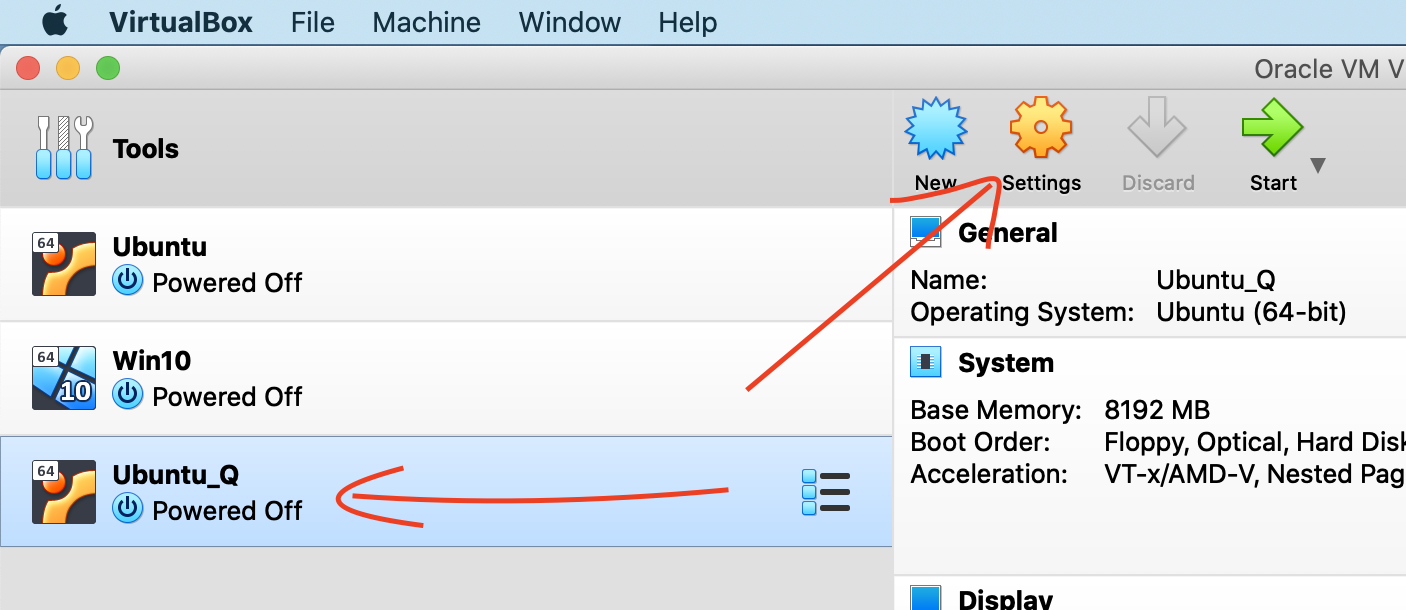 VirtualBox File Machine Window Help
Oracle VM V
Tools
New Settings Discard Start
64 Ubuntu
Powered Off
64 Win10
10 Powered Off
64 Ubuntu_Q
Powered Off
General
Name: Ubuntu_Q
Operating System: Ubuntu (64-bit)
System
Base Memory: 8192 MB
Boot Order: Floppy, Optical, Hard Disk
Acceleration: VT-x/AMD-V, Nested Pag
Display